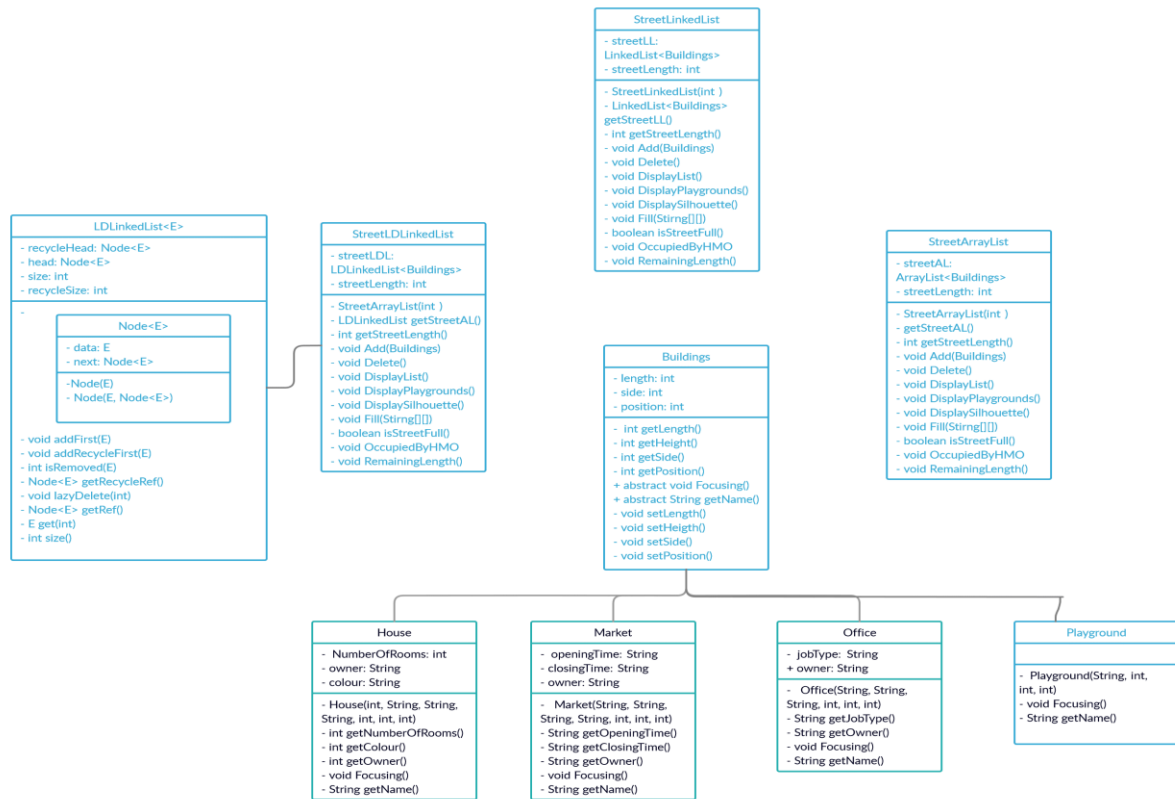 StreetLinkedList
- streetLL:
LinkedList<Buildings>
- streetLength: int
- StreetLinkedList(int )
- LinkedList<Buildings>
getStreetLL()
- int getStreetLength()
- void Add(Buildings)
- void Delete()
- void DisplayList()
- void DisplayPlaygrounds()
- void DisplaySilhouette()
- void Fill(Stirng[][])
- boolean isStreetFull()
- void OccupiedByHMO
- void RemainingLength()
LDLinkedList<E>
- recycleHead: Node<E>
- head: Node<E>
- size: int
- recycleSize: int
-
Node<E>
- data: E
- next: Node<E>
-Node(E)
- Node(E, Node<E>)
- void addFirst(E)
- void addRecycleFirst(E)
- int isRemoved(E)
- Node<E> getRecycleRef()
- void lazyDelete(int)
- Node<E> getRef()
- E get(int)
- int size()
StreetLDLinkedList
- streetLDL:
LDLinkedList<Buildings>
- streetLength: int
- StreetArrayList(int )
- LDLinkedList getStreetAL()
- int getStreetLength()
- void Add(Buildings)
- void Delete()
- void DisplayList()
- void DisplayPlaygrounds()
- void DisplaySilhouette()
- void Fill(Stirng[][])
- boolean isStreetFull()
- void OccupiedByHMO
- void RemainingLength()
StreetArrayList
- streetAL:
ArrayList<Buildings>
- streetLength: int
- StreetArrayList(int )
- getStreetAL()
- int getStreetLength()
- void Add(Buildings)
- void Delete()
- void DisplayList()
- void DisplayPlaygrounds()
- void DisplaySilhouette()
- void Fill(Stirng[][])
- boolean isStreetFull()
- void OccupiedByHMO
- void RemainingLength()
Buildings
- length: int
- side: int
- position: int
- int getLength()
- int getHeight()
- int getSide()
- int getPosition()
+ abstract void Focusing()
+ abstract String getName()
- void setLength()
- void setHeigth()
- void setSide()
- void setPosition()
House
- NumberOfRooms: int
- owner: String
- colour: String
- House(int, String, String,
String, int, int, int)
- int getNumberOfRooms()
- int getColour()
- int getOwner()
- void Focusing()
- String getName()
Market
- openingTime: String
- closingTime: String
- owner: String
- Market(String, String,
String, String, int, int, int)
- String getOpeningTime()
- String getClosingTime()
- String getOwner()
- void Focusing()
- String getName()
Office
- jobType: String
+ owner: String
- Office(String, String,
String, int, int, int)
- String getJobType()
- String getOwner()
- void Focusing()
- String getName()
Playground
- Playground(String, int,
int, int)
- void Focusing()
- String getName()